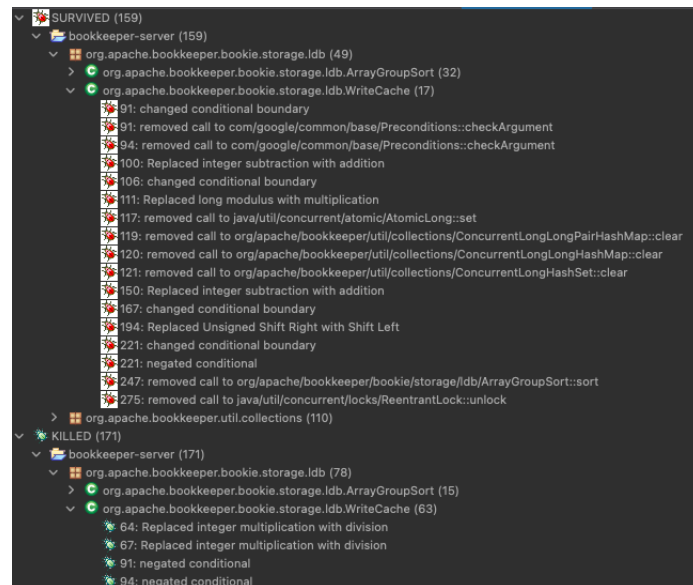 SURVIVED (159)
bookkeeper-server (159)
org.apache.bookkeeper.bookie.storage.ldb (49)
org.apache.bookkeeper.bookie.storage.ldb.ArrayGroupSort (32)
org.apache.bookkeeper.bookie.storage.ldb.WriteCache (17)
91: changed conditional boundary
91: removed call to com/google/common/base/Preconditions::checkArgument
94: removed call to com/google/common/base/Preconditions::checkArgument
100: Replaced integer subtraction with addition
106: changed conditional boundary
111: Replaced long modulus with multiplication
117: removed call to java/util/concurrent/atomic/AtomicLong::set
119: removed call to org/apache/bookkeeper/util/collections/ConcurrentLongLongPairHashMap::clear
120: removed call to org/apache/bookkeeper/util/collections/ConcurrentLongLongHashMap::clear
121: removed call to org/apache/bookkeeper/util/collections/ConcurrentLongHashSet::clear
150: Replaced integer subtraction with addition
167: changed conditional boundary
194: Replaced Unsigned Shift Right with Shift Left
221: changed conditional boundary
221: negated conditional
247: removed call to org/apache/bookkeeper/bookie/storage/ldb/ArrayGroupSort::sort
275: removed call to java/util/concurrent/locks/ReentrantLock::unlock
org.apache.bookkeeper.util.collections (110)
KILLED (171)
bookkeeper-server (171)
org.apache.bookkeeper.bookie.storage.ldb (78)
org.apache.bookkeeper.bookie.storage.ldb.ArrayGroupSort (15)
org.apache.bookkeeper.bookie.storage.ldb.WriteCache (63)
64: Replaced integer multiplication with division
67: Replaced integer multiplication with division
91: negated conditional
94: negated conditional